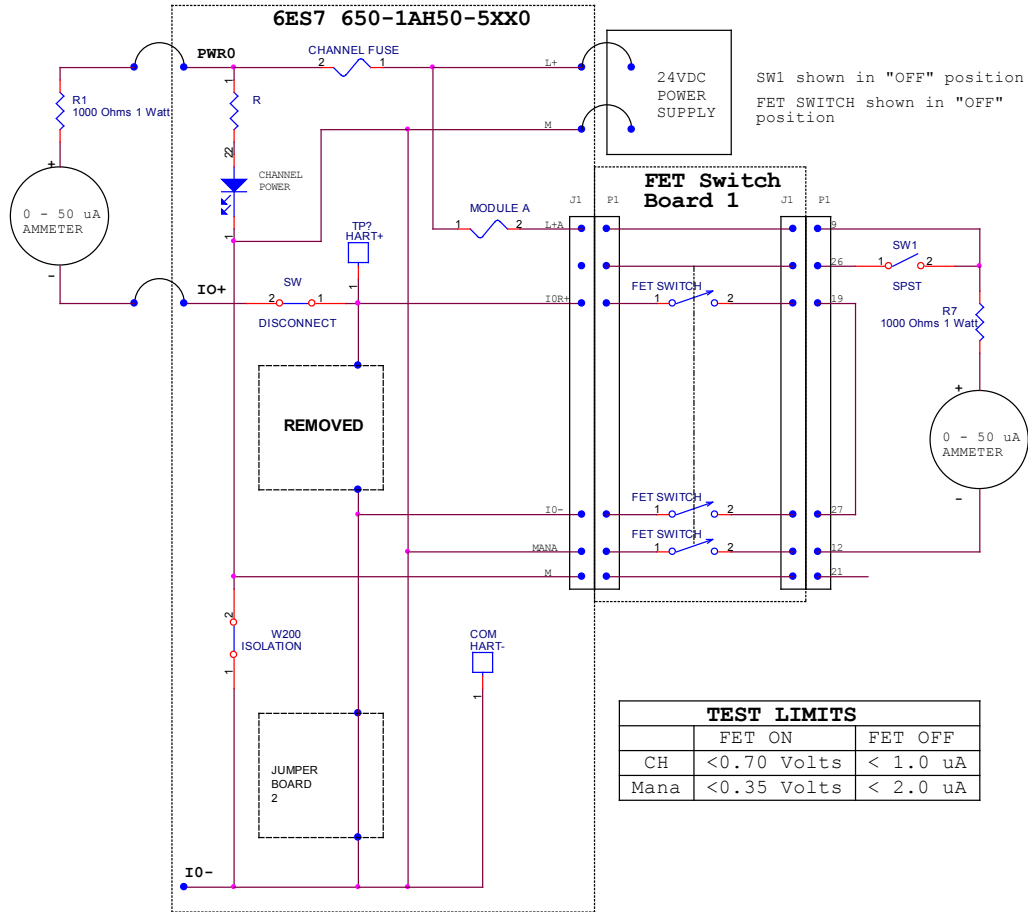 6ES7 650-1AH50-5XX0
PWR0
CHANNEL FUSE
2
1
L+
24VDC
POWER
SUPPLY
SW1 shown in "OFF" position
FET SWITCH shown in "OFF"
position
R1
1000 Ohms 1 Watt
1
R
22
M
CHANNEL
POWER
1
+
0 - 50 uA
AMMETER
-
FET Switch
Board 1
J1
P1
J1
P1
MODULE A
1
2
L+A
9
TP?
HART+
1
26
SW1
1
2
SPST
IO+
SW
2
1
DISCONNECT
IOR+
FET SWITCH
1
2
19
R7
1000 Ohms 1 Watt
REMOVED
+
0 - 50 uA
AMMETER
-
FET SWITCH
IO-
1
2
27
FET SWITCH
MANA
1
2
12
M
21
2
W200
ISOLATION
1
COM
HART-
1
JUMPER
BOARD
2
IO-
TEST LIMITS
FET ON FET OFF
CH <0.70 Volts < 1.0 uA
Mana <0.35 Volts < 2.0 uA